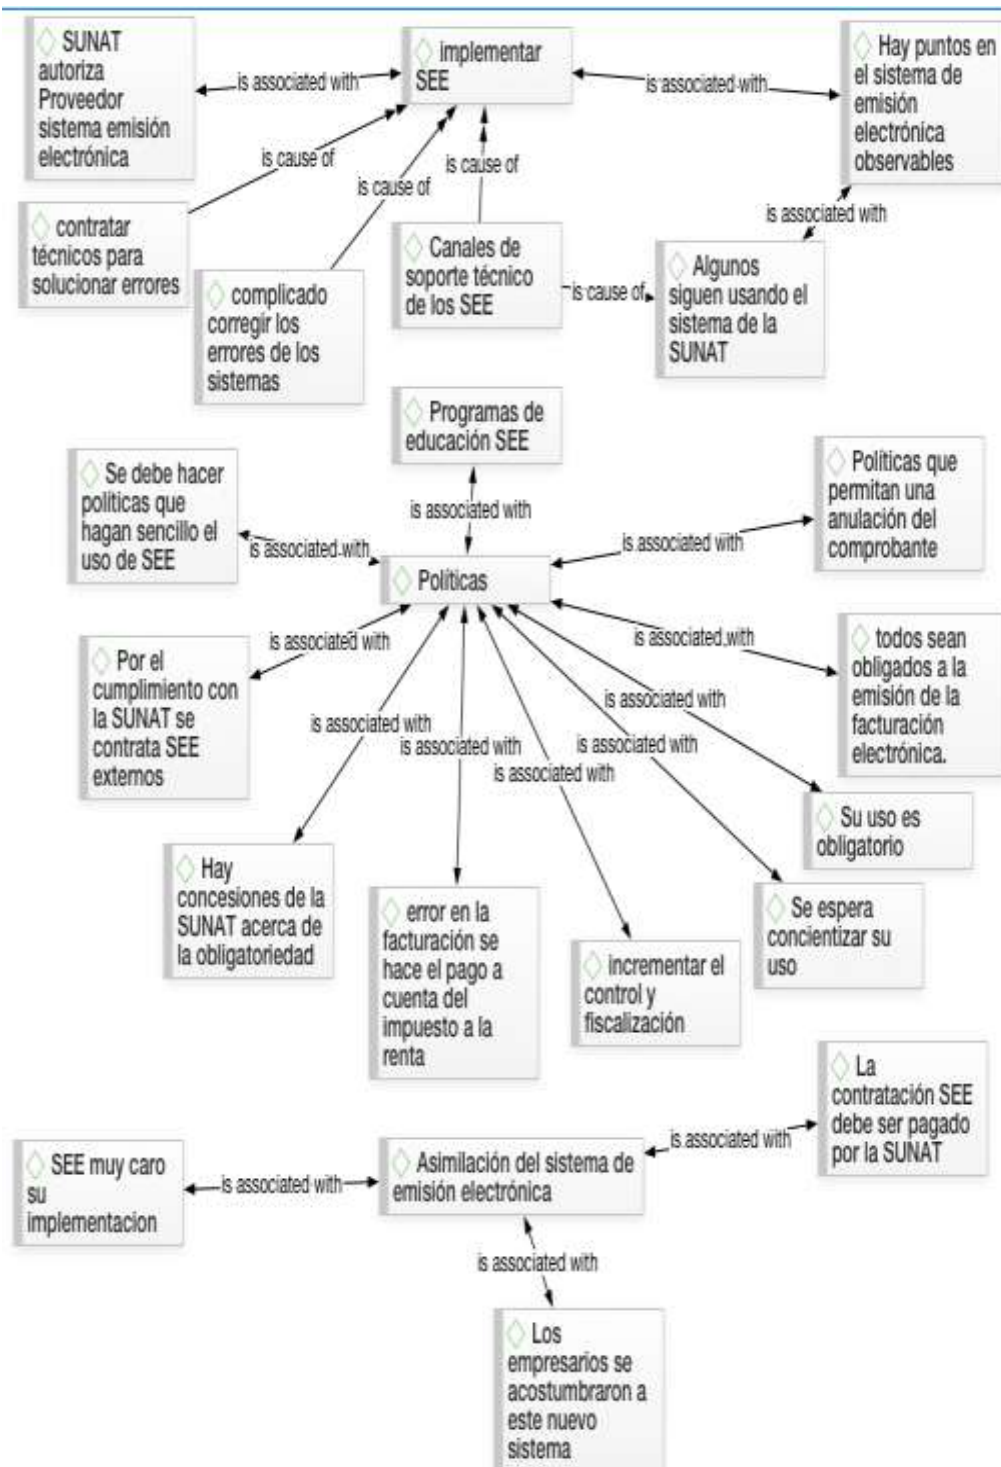 SUNAT
autoriza
Proveedor
sistema emisión
electrónica
is associated with
implementar
SEE
is associated with
Hay puntos en
el sistema de
emisión
electrónica
observables
is cause of
is cause of
is cause of
is associated with
contratar
técnicos para
solucionar errores
complicado
corregir los
errores de los
sistemas
Canales de
soporte técnico
de los SEE
is cause of
Algunos
siguen usando el
sistema de la
SUNAT
Programas de
educación SEE
is associated with
Se debe hacer
políticas que
hagan sencillo el
uso de SEE
is associated with
Políticas
is associated with
Políticas que
permitan una
anulación del
comprobante
is associated with
Por el
cumplimiento con
la SUNAT se
contrata SEE
externos
is associated with
todos sean
obligados a la
emisión de la
facturación
electrónica.
is associated with
is associated with
is associated with
is associated with
is associated with
Su uso es
obligatorio
Hay
concesiones de la
SUNAT acerca de
la obligatoriedad
error en la
facturación se
hace el pago a
cuenta del
impuesto a la
renta
incrementar el
control y
fiscalización
Se espera
concientizar su
uso
SEE muy caro
su
implementacion
is associated with
Asimilación del sistema de
emisión electrónica
is associated with
La
contratación SEE
debe ser pagado
por la SUNAT
is associated with
Los
empresarios se
acostumbraron a
este nuevo
sistema